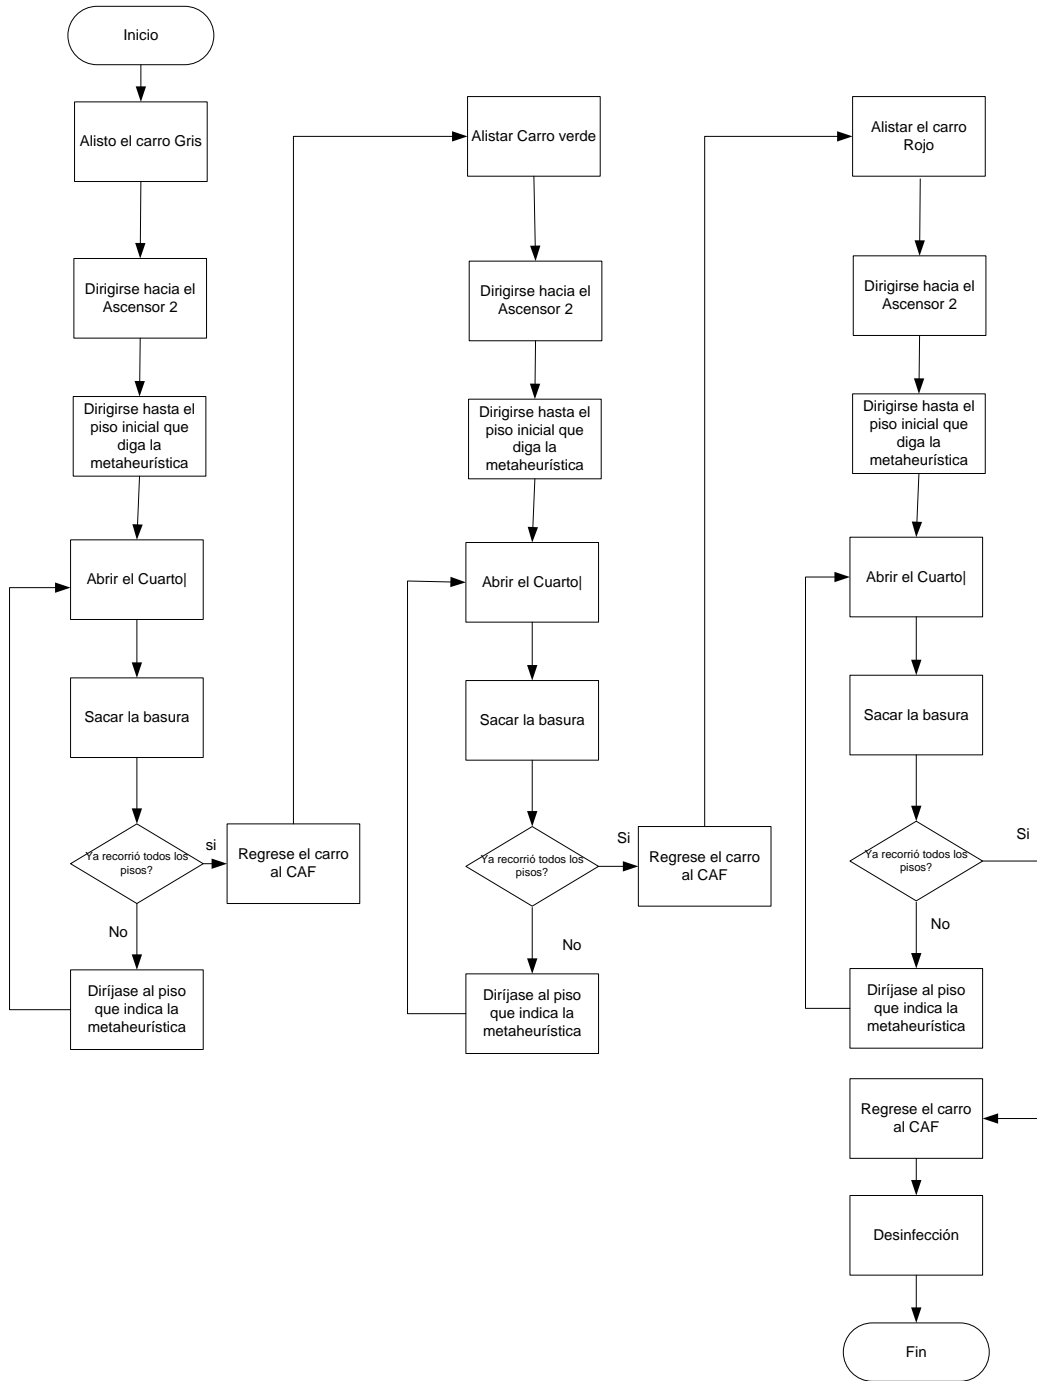 Inicio
Alisto el carro Gris
Dirigirse hacia el
Ascensor 2
Dirigirse hasta el
piso inicial que
diga la
metaheurística
Abrir el Cuarto|
Sacar la basura
Ya recorrió todos los
pisos?
si
Regrese el carro
al CAF
No
Diríjase al piso
que indica la
metaheurística
Alistar Carro verde
Dirigirse hacia el
Ascensor 2
Dirigirse hasta el
piso inicial que
diga la
metaheurística
Abrir el Cuarto|
Sacar la basura
Ya recorrió todos los
pisos?
Si
Regrese el carro
al CAF
No
Diríjase al piso
que indica la
metaheurística
Alistar el carro
Rojo
Dirigirse hacia el
Ascensor 2
Dirigirse hasta el
piso inicial que
diga la
metaheurística
Abrir el Cuarto|
Sacar la basura
Ya recorrió todos los
pisos?
Si
No
Diríjase al piso
que indica la
metaheurística
Regrese el carro
al CAF
Desinfección
Fin